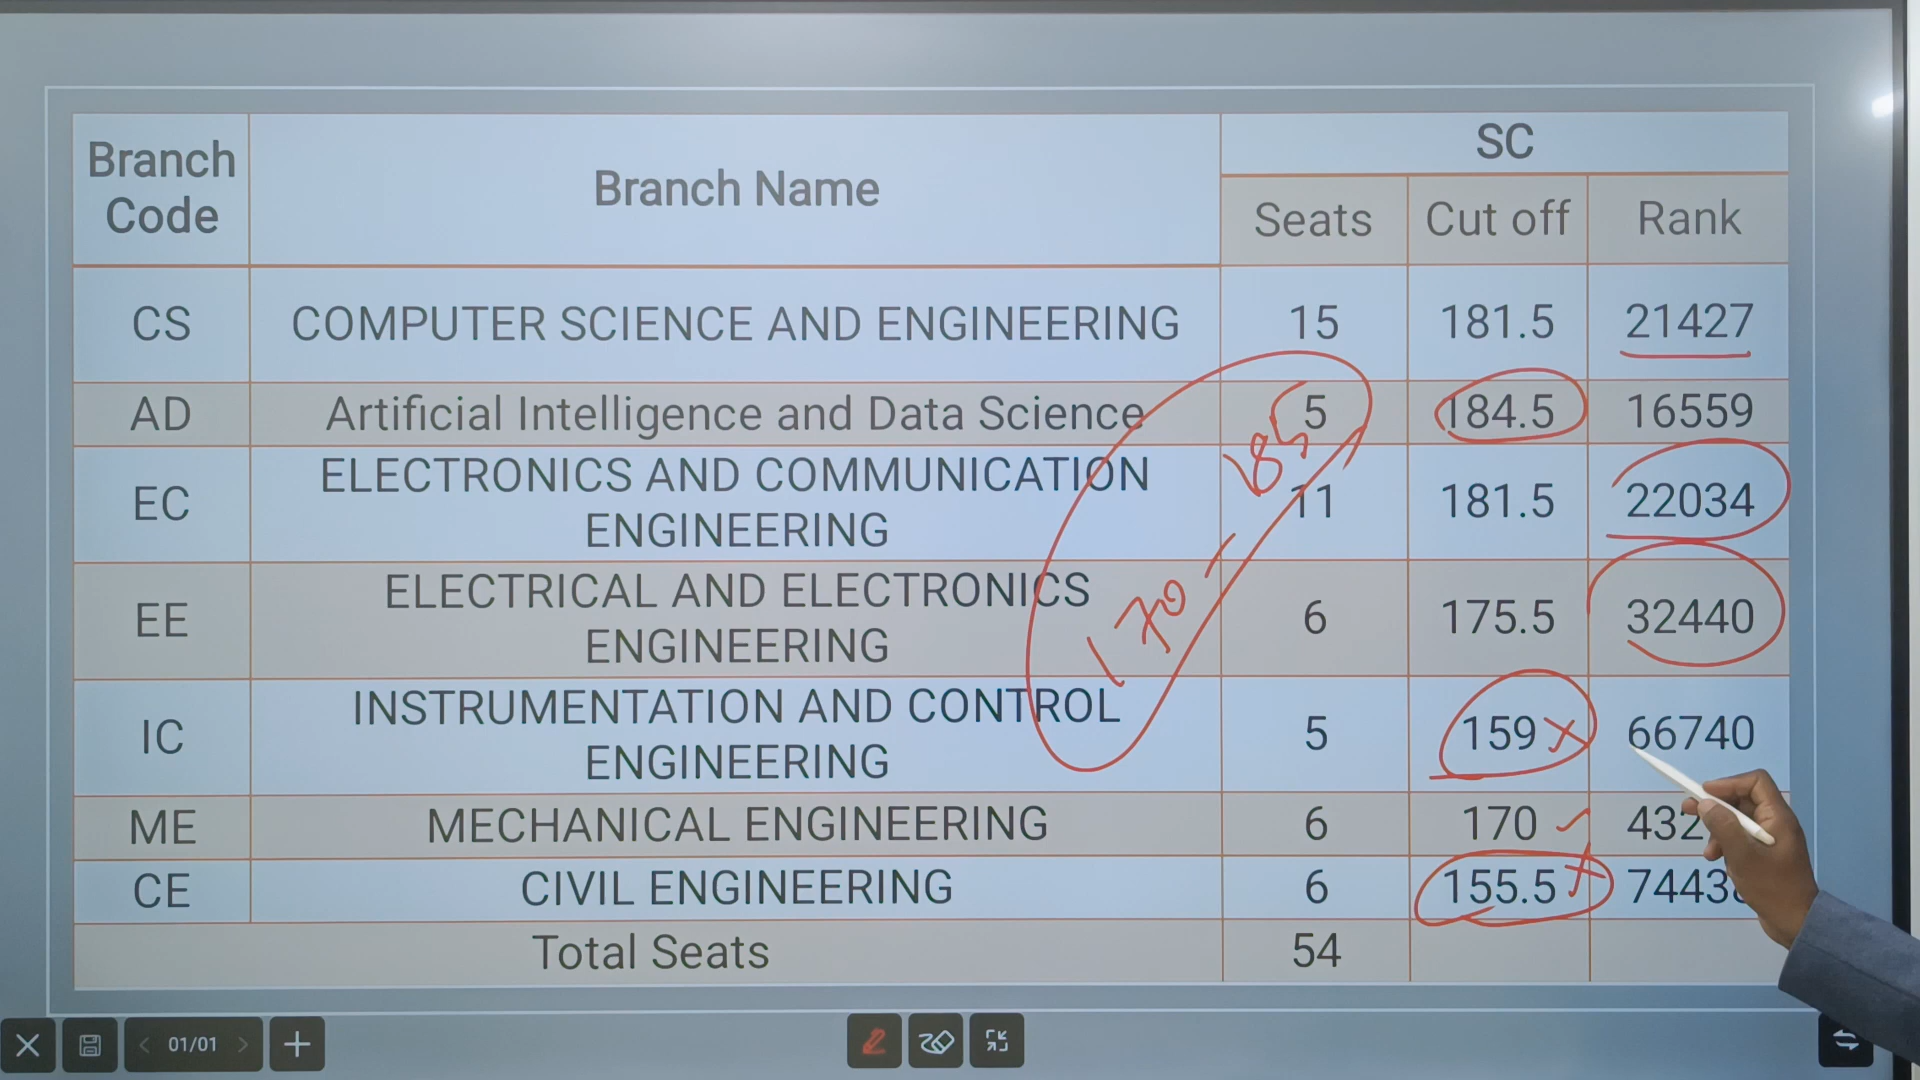 SC
Branch Code
Branch Name
Seats Cut off Rank
CS COMPUTER SCIENCE AND ENGINEERING 15 181.5 21427
AD Artificial Intelligence and Data Science 5 184.5 16559
EC ELECTRONICS AND COMMUNICATION ENGINEERING 11 181.5 22034
EE ELECTRICAL AND ELECTRONICS ENGINEERING 6 175.5 32440
IC INSTRUMENTATION AND CONTROL ENGINEERING 5 159 66740
ME MECHANICAL ENGINEERING 6 170
CE CIVIL ENGINEERING 6 155.5
Total Seats 54
170 - 185
01/01